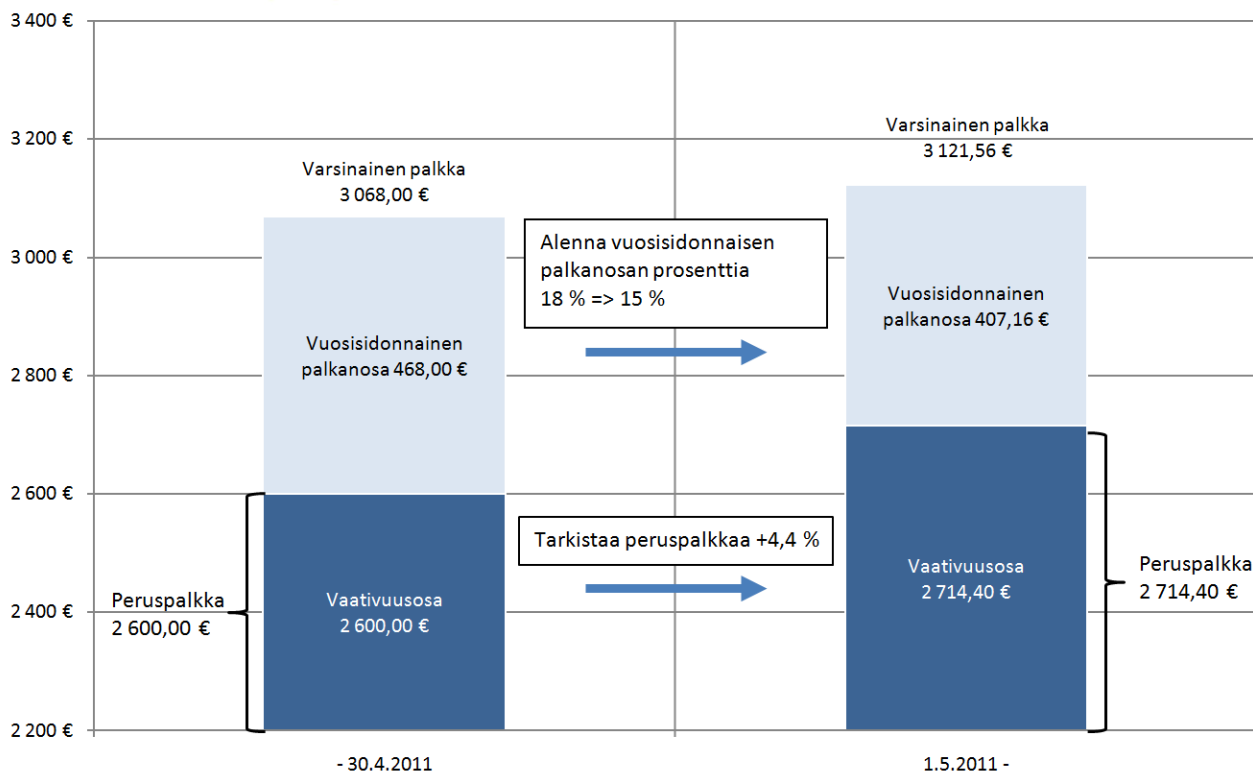 3 400 €
3 200 €
3 000 €
2 800 €
2 600 €
2 400 €
2 200 €
Varsinainen palkka
3 068,00 €
Vuosisidonnainen
palkanosa 468,00 €
Vaativuusosa
2 600,00 €
Peruspalkka
2 600,00 €
Alenna vuosisidonnaisen
palkanosan prosenttia
18 % => 15 %
Tarkistaa peruspalkkaa +4,4 %
Varsinainen palkka
3 121,56 €
Vuosisidonnainen
palkanosa 407,16 €
Vaativuusosa
2 714,40 €
Peruspalkka
2 714,40 €
- 30.4.2011
1.5.2011 -